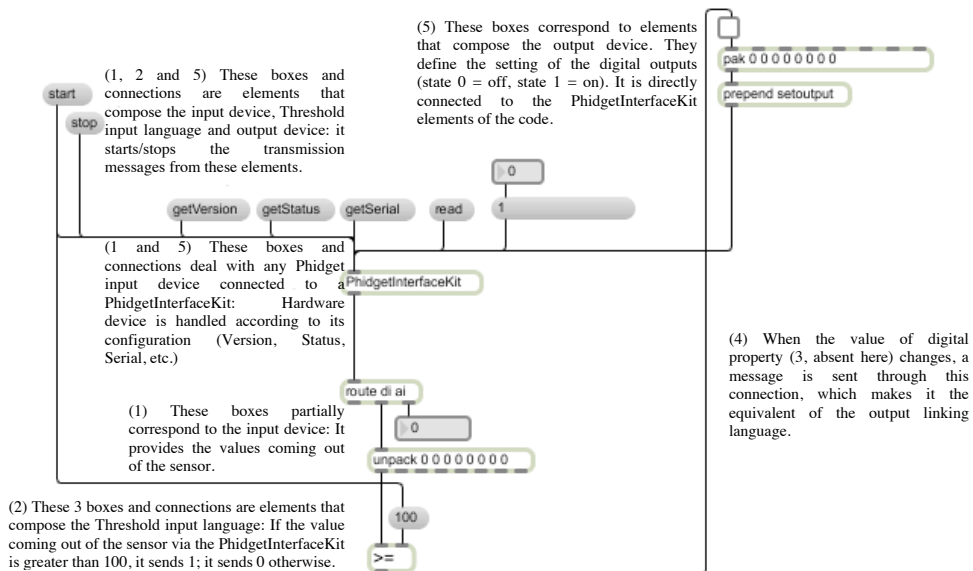 (5) These boxes correspond to elements
that compose the output device. They
define the setting of the digital outputs
(state 0 = off, state 1 = on). It is directly
connected to the PhidgetInterfaceKit
elements of the code.
pak 0 0 0 0 0 0 0 0
prepend setoutput
(1, 2 and 5) These boxes and
connections are elements that
compose the input device, Threshold
input language and output device: it
starts/stops the transmission
messages from these elements.
start
stop
0
getVersion
getStatus
getSerial
read
1
(1 and 5) These boxes and
connections deal with any Phidget
input device connected to a
PhidgetInterfaceKit: Hardware
device is handled according to its
configuration (Version, Status,
Serial, etc.)
PhidgetInterfaceKit
(4) When the value of digital
property (3, absent here) changes, a
message is sent through this
connection, which makes it the
equivalent of the output linking
language.
route di ai
(1) These boxes partially
correspond to the input device: It
provides the values coming out
of the sensor.
0
unpack 0 0 0 0 0 0 0 0
(2) These 3 boxes and connections are elements that
compose the Threshold input language: If the value
coming out of the sensor via the PhidgetInterfaceKit
is greater than 100, it sends 1; it sends 0 otherwise.
100
>=